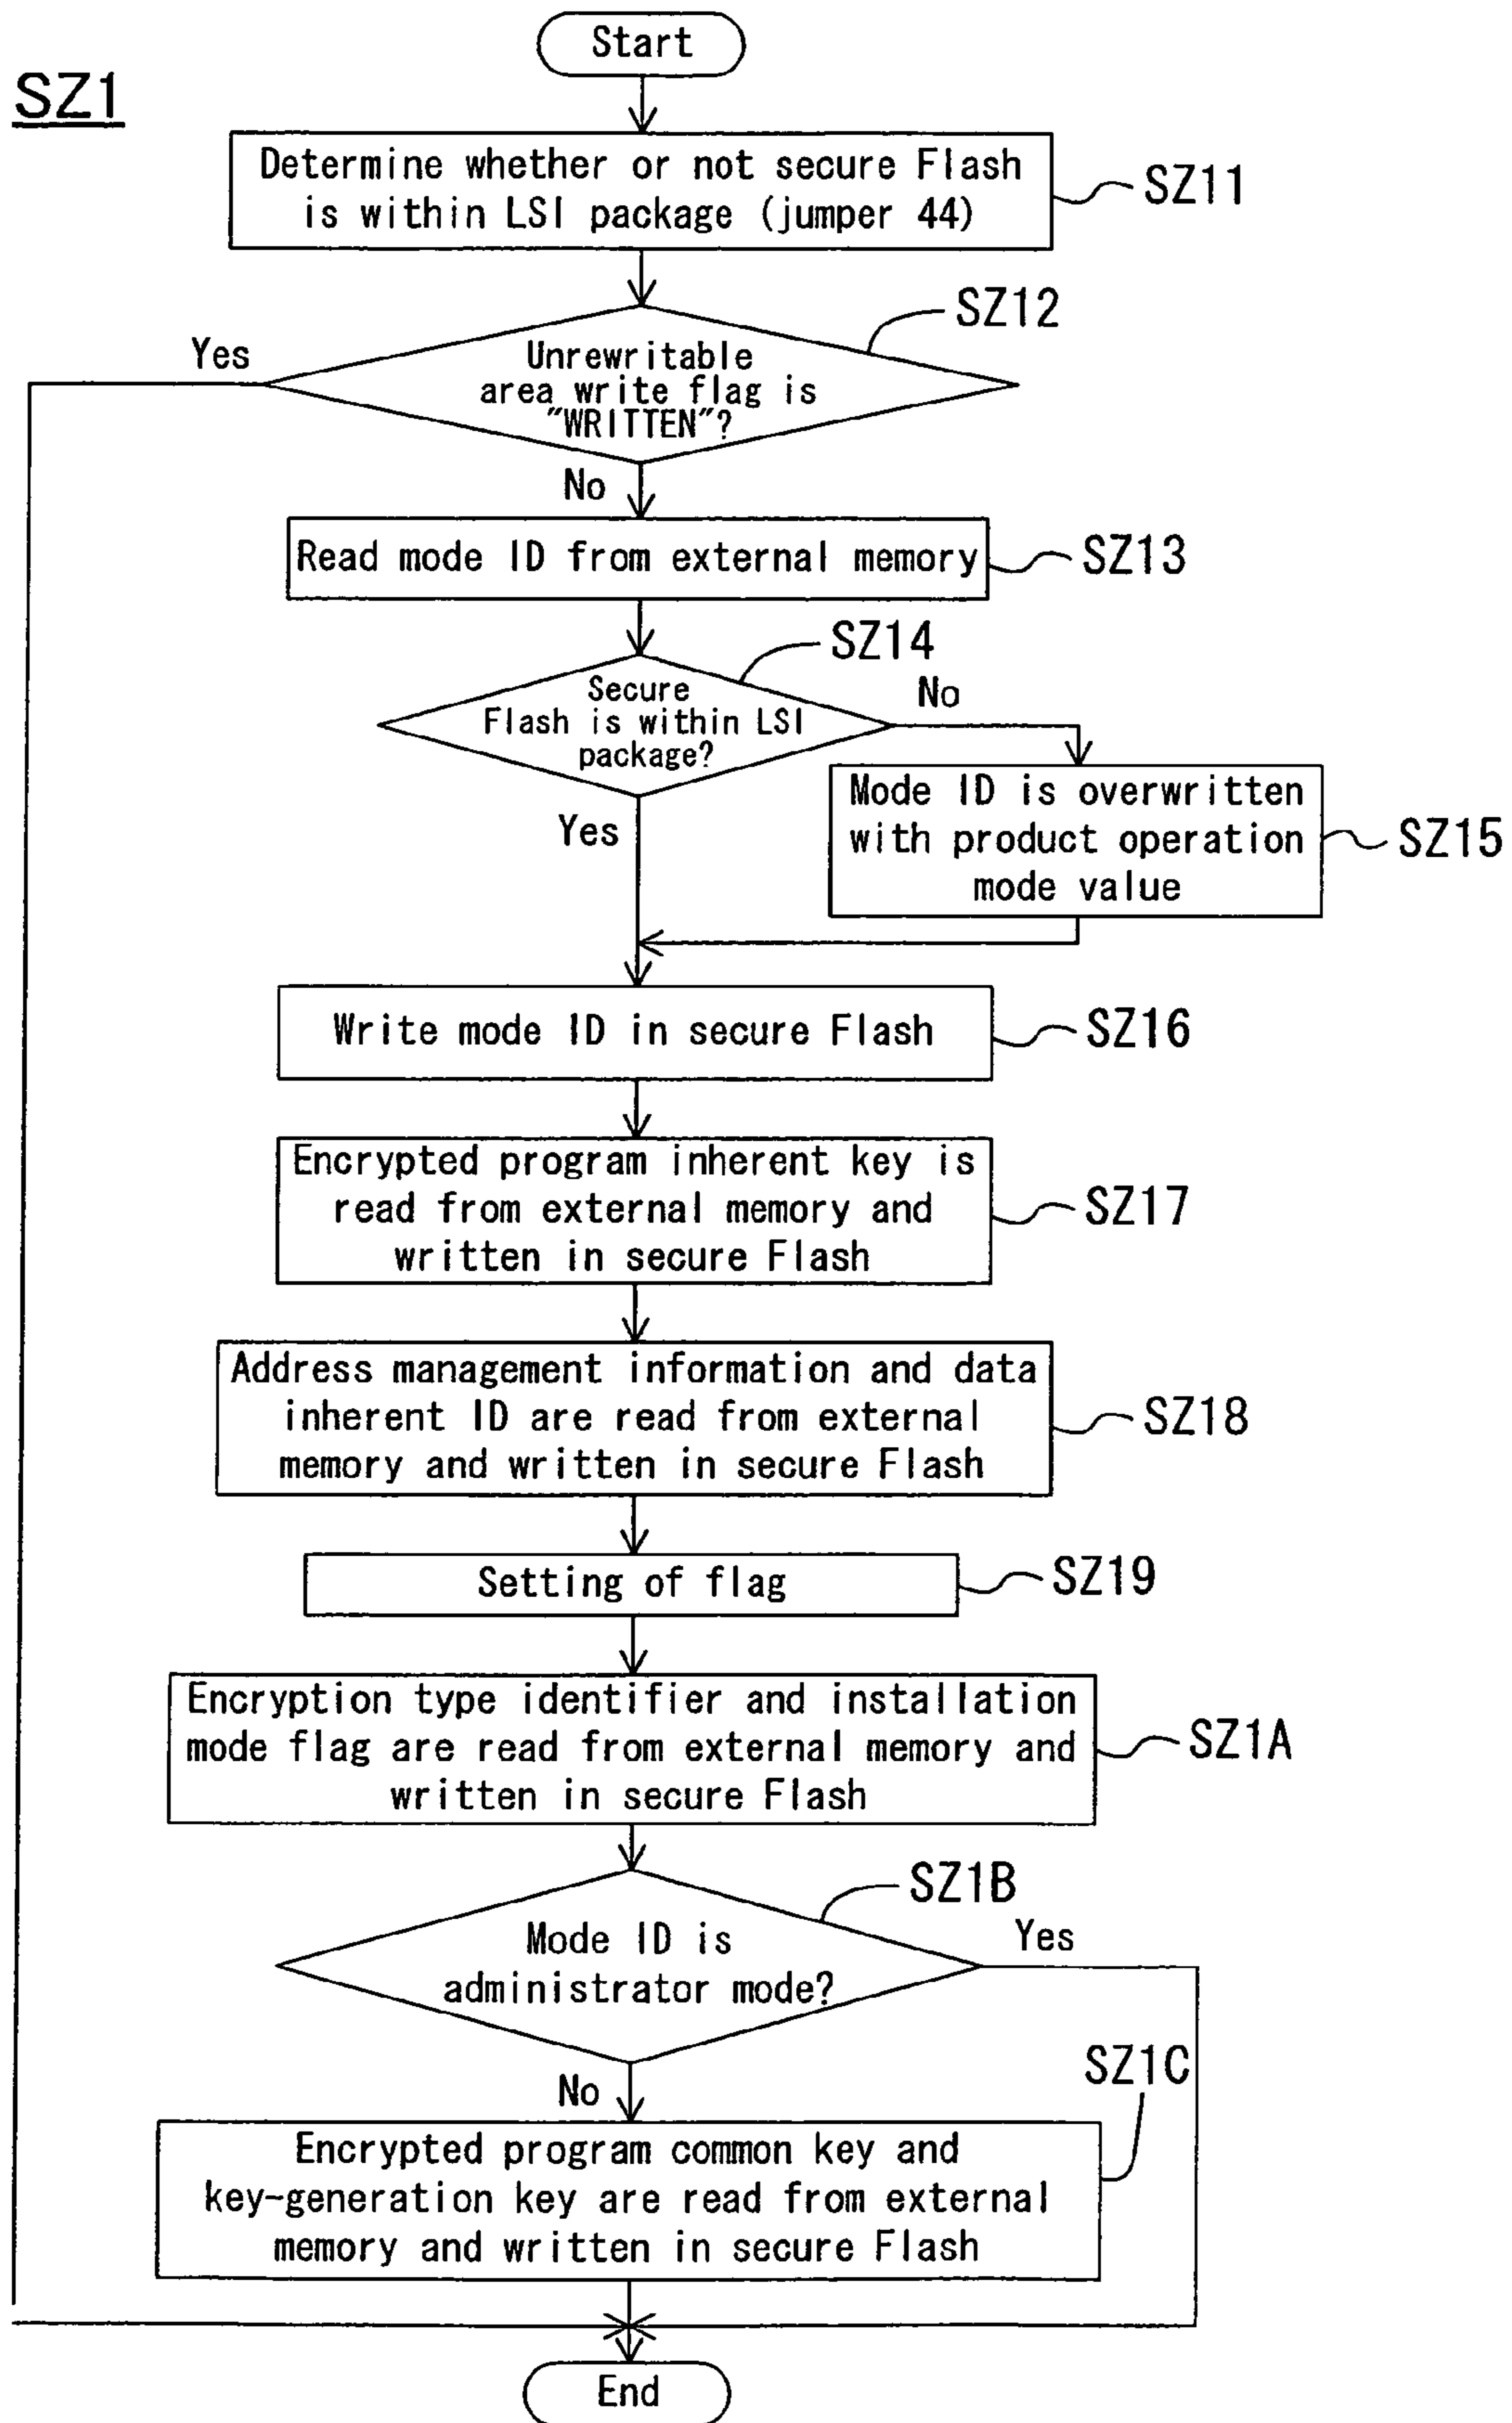 Start
SZ1
Determine whether or not secure Flash
is within LSI package (jumper 44)
SZ11
SZ12
Yes
Unrewritable
area write flag is
"WRITTEN"?
No
Read mode ID from external memory
SZ13
SZ14
Secure
Flash is within LSI
package?
No
Yes
Mode ID is overwritten
with product operation
mode value
SZ15
Write mode ID in secure Flash
SZ16
Encrypted program inherent key is
read from external memory and
written in secure Flash
SZ17
Address management information and data
inherent ID are read from external
memory and written in secure Flash
SZ18
Setting of flag
SZ19
Encryption type identifier and installation
mode flag are read from external memory and
written in secure Flash
SZ1A
SZ1B
Mode ID is
administrator mode?
Yes
No
SZ1C
Encrypted program common key and
key-generation key are read from external
memory and written in secure Flash
End